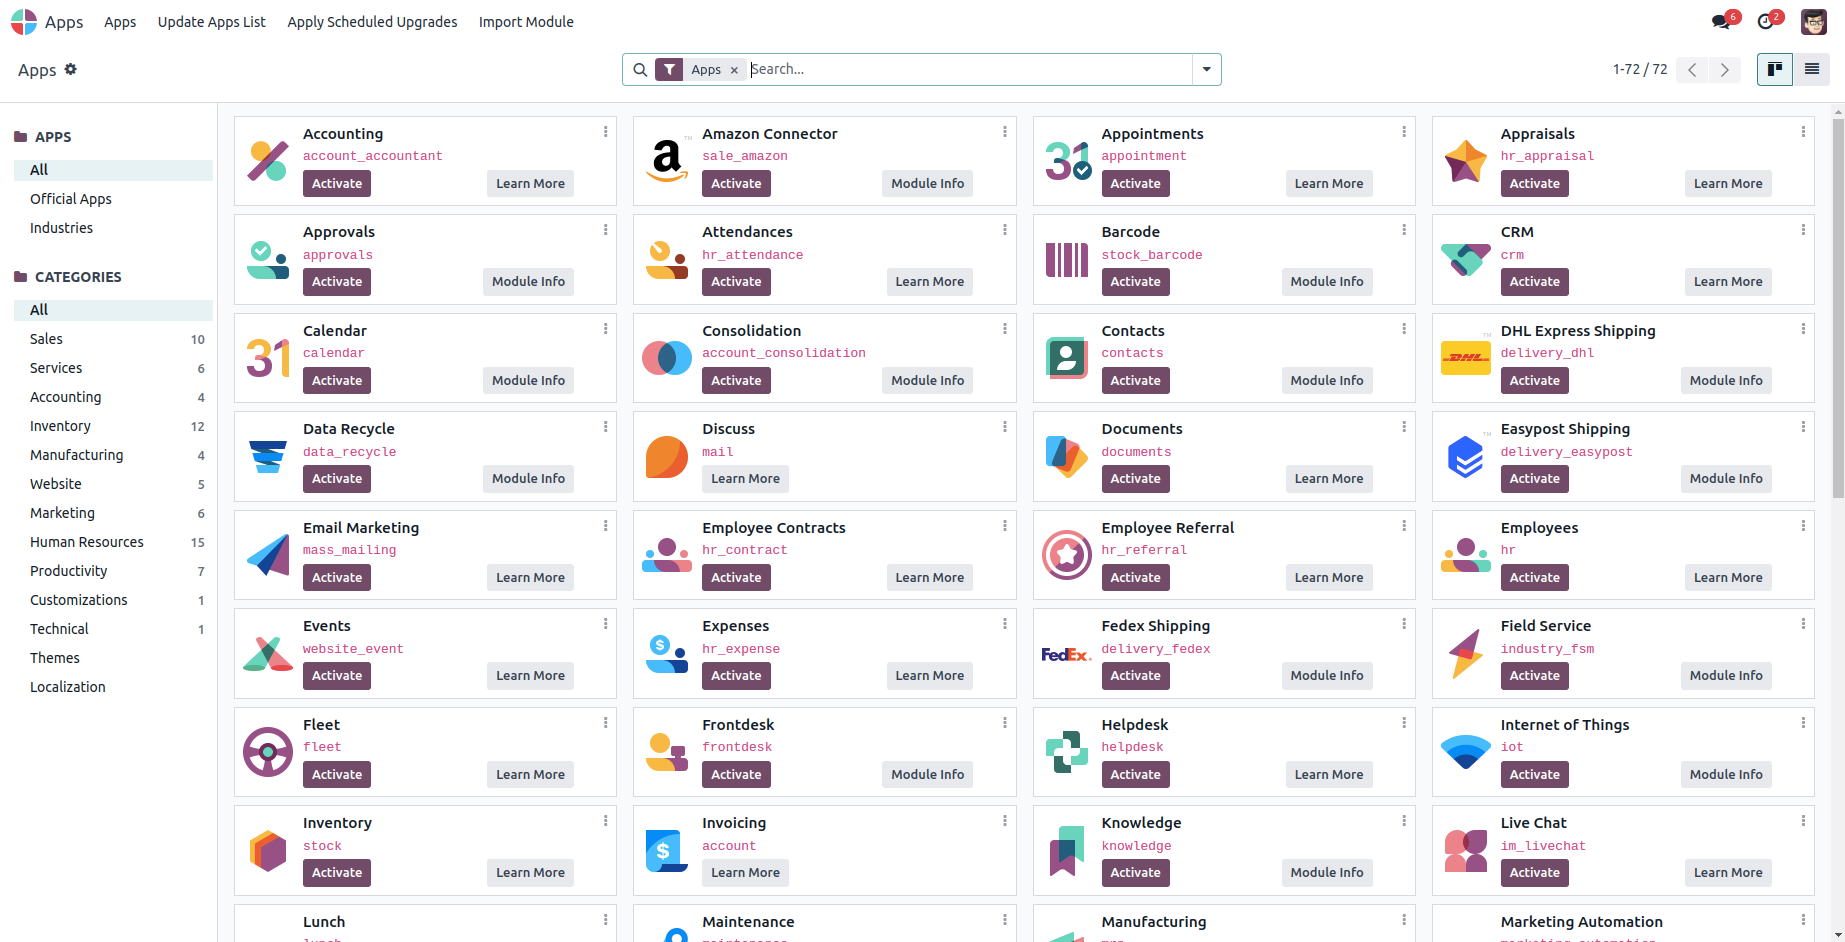 Apps Apps Update Apps List Apply Scheduled Upgrades Import Module 6 2
Apps Apps × Search... 1-72 / 72
APPS
All
Official Apps
Industries
CATEGORIES
All
Sales 10
Services 6
Accounting 4
Inventory 12
Manufacturing 4
Website 5
Marketing 6
Human Resources 15
Productivity 7
Customizations 1
Technical 1
Themes
Localization
Accounting
account_accountant
Activate Learn More
Amazon Connector
sale_amazon
Activate Module Info
a TM
Appointments
appointment
Activate Learn More
31
Appraisals
hr_appraisal
Activate Learn More
Approvals
approvals
Activate Module Info
Attendances
hr_attendance
Activate Learn More
Barcode
stock_barcode
Activate Module Info
CRM
crm
Activate Learn More
Calendar
calendar
Activate Module Info
31
Consolidation
account_consolidation
Activate Module Info
Contacts
contacts
Activate Module Info
DHL Express Shipping
delivery_dhl
Activate Module Info
DHL TM
Data Recycle
data_recycle
Activate Module Info
Discuss
mail
Learn More
Documents
documents
Activate Learn More
Easypost Shipping
delivery_easypost
Activate Module Info
TM
Email Marketing
mass_mailing
Activate Learn More
Employee Contracts
hr_contract
Activate Learn More
Employee Referral
hr_referral
Activate Learn More
Employees
hr
Activate Learn More
Events
website_event
Activate Learn More
Expenses
hr_expense
Activate Learn More
$
Fedex Shipping
delivery_fedex
Activate Module Info
FedEx
Field Service
industry_fsm
Activate Module Info
Fleet
fleet
Activate Learn More
Frontdesk
frontdesk
Activate Module Info
Helpdesk
helpdesk
Activate Learn More
Internet of Things
iot
Activate Module Info
Inventory
stock
Activate Learn More
Invoicing
account
Learn More
$
Knowledge
knowledge
Activate Module Info
Live Chat
im_livechat
Activate Learn More
Lunch
Maintenance
Manufacturing
Marketing Automation